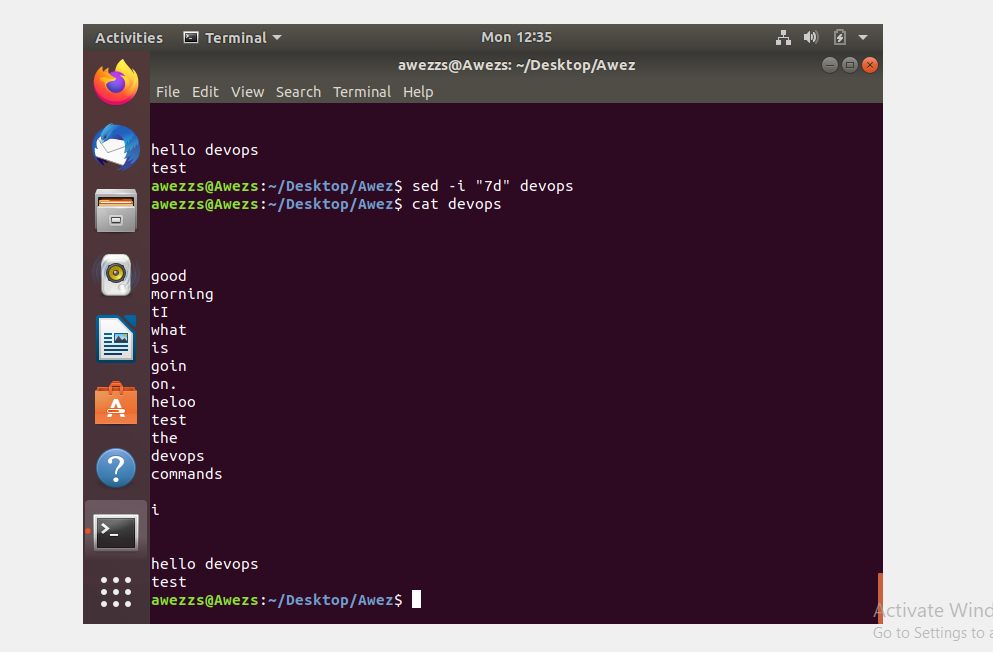 Activities Terminal Mon 12:35
awezzs@Awezs: ~/Desktop/Awez
File Edit View Search Terminal Help
hello devops
test
awezzs@Awezs:~/Desktop/Awez$ sed -i "7d" devops
awezzs@Awezs:~/Desktop/Awez$ cat devops
good
morning
tI
what
is
goin
on.
heloo
test
the
devops
commands
i
hello devops
test
awezzs@Awezs:~/Desktop/Awez$
Activate Wind
Go to Settings to a